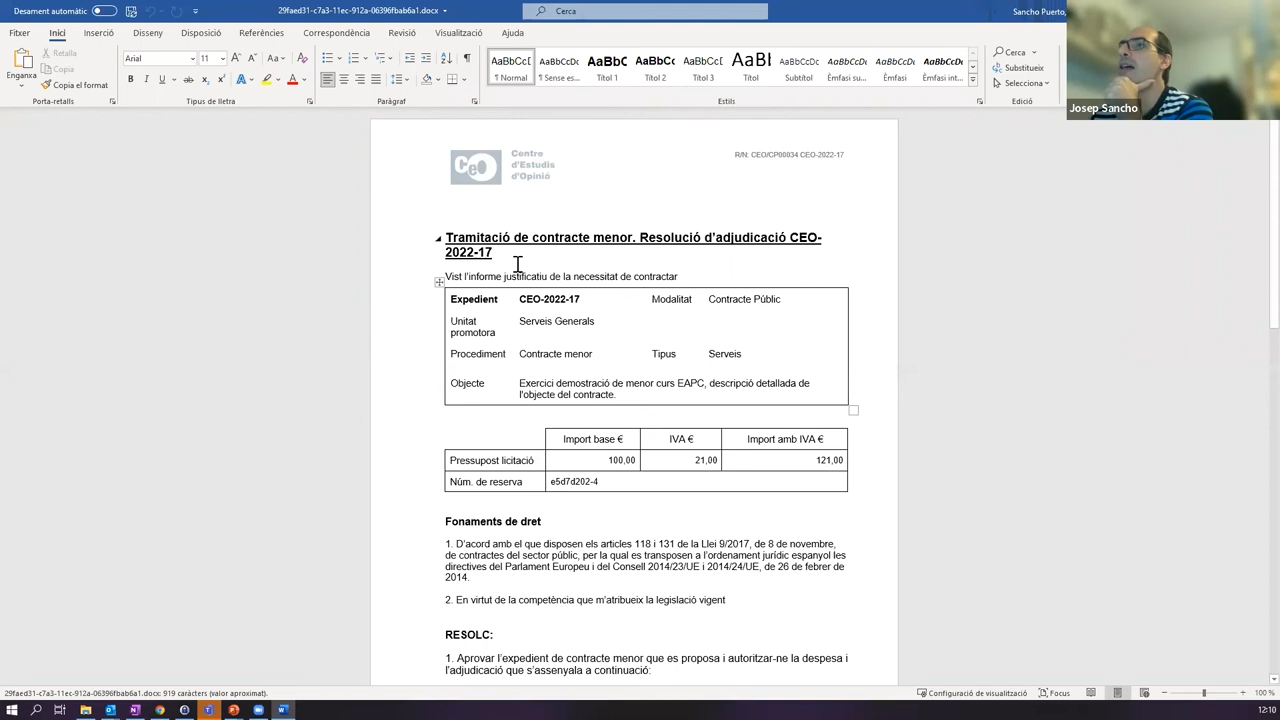 Desament automàtic
29faed31-c7a3-11ec-912a-06396fbab6a1.docx
Cerca
Sancho Puerto,
Fitxer Inici Inserció Disseny Disposició Referències Correspondència Revisió Visualització Ajuda
Enganxa
Retalla
Copia
Copia el format
Porta-retalls
Arial 11
Tipus de lletra
Paràgraf
AaBbCcDd AaBbCcDd AaBbC AaBbCc AaBbCcD AaBl AaBbCcD AaBbCcDd AaBbCcDd AaBbCcDd
¶ Normal ¶ Sense es... Títol 1 Títol 2 Títol 3 Títol Subtítol Èmfasi su... Èmfasi Èmfasi int...
Estils
Cerca
Substitueix
Selecciona
Edició
Josep Sancho
CEO
Centre
d'Estudis
d'Opinió
R/N: CEO/CP00034 CEO-2022-17
Tramitació de contracte menor. Resolució d'adjudicació CEO-
2022-17
Vist l'informe justificatiu de la necessitat de contractar
Expedient CEO-2022-17 Modalitat Contracte Públic
Unitat promotora Serveis Generals
Procediment Contracte menor Tipus Serveis
Objecte Exercici demostració de menor curs EAPC, descripció detallada de
l'objecte del contracte.
Import base € IVA € Import amb IVA €
Pressupost licitació 100,00 21,00 121,00
Núm. de reserva e5d7d202-4
Fonaments de dret
1. D'acord amb el que disposen els articles 118 i 131 de la Llei 9/2017, de 8 de novembre,
de contractes del sector públic, per la qual es transposen a l'ordenament jurídic espanyol les
directives del Parlament Europeu i del Consell 2014/23/UE i 2014/24/UE, de 26 de febrer de
2014.
2. En virtut de la competència que m'atribueix la legislació vigent
RESOLC:
1. Aprovar l'expedient de contracte menor que es proposa i autoritzar-ne la despesa i
l'adjudicació que s'assenyala a continuació:
29faed31-c7a3-11ec-912a-06396fbab6a1.docx: 919 caràcters (valor aproximat).
Configuració de visualització
Focus
100 %
12:10